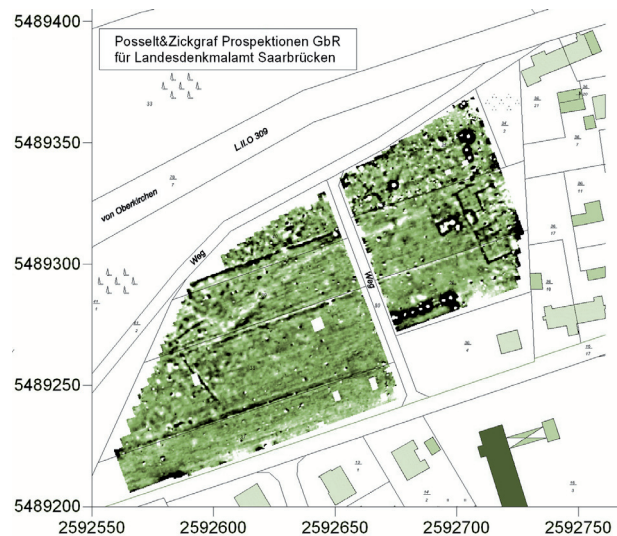 5489400
Posselt&Zickgraf Prospektionen GbR
für Landesdenkmalamt Saarbrücken
5489350
L.II.O 309
von Oberkirchen
Weg
5489300
Weg
5489250
5489200
2592550
2592600
2592650
2592700
2592750